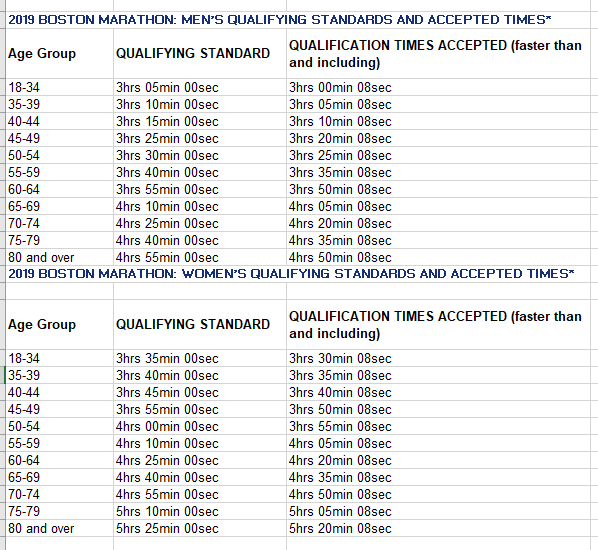 2019 BOSTON MARATHON: MEN'S QUALIFYING STANDARDS AND ACCEPTED TIMES*
Age Group QUALIFYING STANDARD QUALIFICATION TIMES ACCEPTED (faster than
and including)
18-34 3hrs 05min 00sec 3hrs 00min 08sec
35-39 3hrs 10min 00sec 3hrs 05min 08sec
40-44 3hrs 15min 00sec 3hrs 10min 08sec
45-49 3hrs 25min 00sec 3hrs 20min 08sec
50-54 3hrs 30min 00sec 3hrs 25min 08sec
55-59 3hrs 40min 00sec 3hrs 35min 08sec
60-64 3hrs 55min 00sec 3hrs 50min 08sec
65-69 4hrs 10min 00sec 4hrs 05min 08sec
70-74 4hrs 25min 00sec 4hrs 20min 08sec
75-79 4hrs 40min 00sec 4hrs 35min 08sec
80 and over 4hrs 55min 00sec 4hrs 50min 08sec
2019 BOSTON MARATHON: WOMEN'S QUALIFYING STANDARDS AND ACCEPTED TIMES*
Age Group QUALIFYING STANDARD QUALIFICATION TIMES ACCEPTED (faster than
and including)
18-34 3hrs 35min 00sec 3hrs 30min 08sec
35-39 3hrs 40min 00sec 3hrs 35min 08sec
40-44 3hrs 45min 00sec 3hrs 40min 08sec
45-49 3hrs 55min 00sec 3hrs 50min 08sec
50-54 4hrs 00min 00sec 3hrs 55min 08sec
55-59 4hrs 10min 00sec 4hrs 05min 08sec
60-64 4hrs 25min 00sec 4hrs 20min 08sec
65-69 4hrs 40min 00sec 4hrs 35min 08sec
70-74 4hrs 55min 00sec 4hrs 50min 08sec
75-79 5hrs 10min 00sec 5hrs 05min 08sec
80 and over 5hrs 25min 00sec 5hrs 20min 08sec